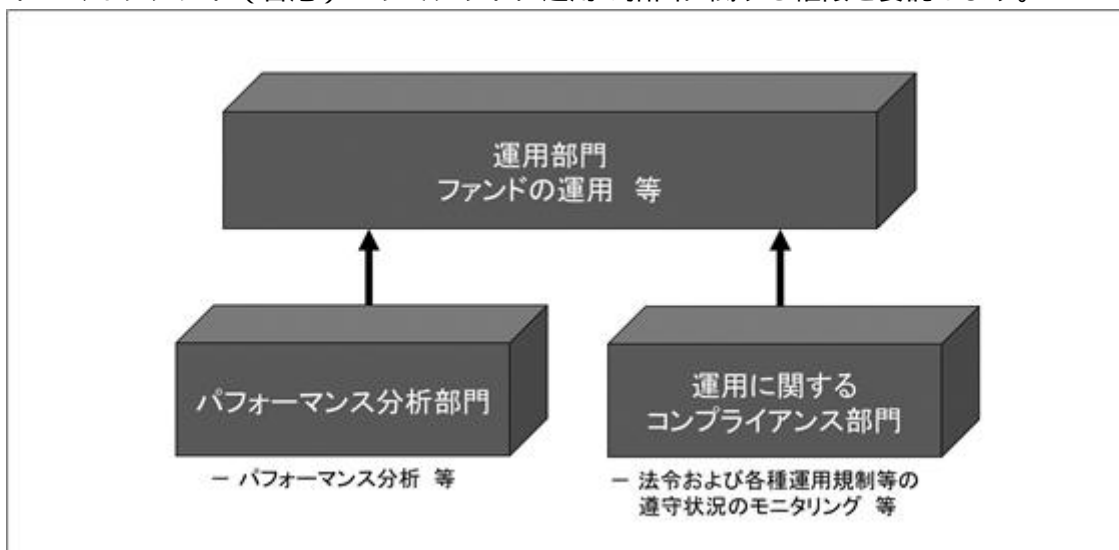 運用部門
ファンドの運用 等
パフォーマンス分析部門
運用に関する
コンプライアンス部門
－ パフォーマンス分析 等
－ 法令および各種運用規制等の
遵守状況のモニタリング 等